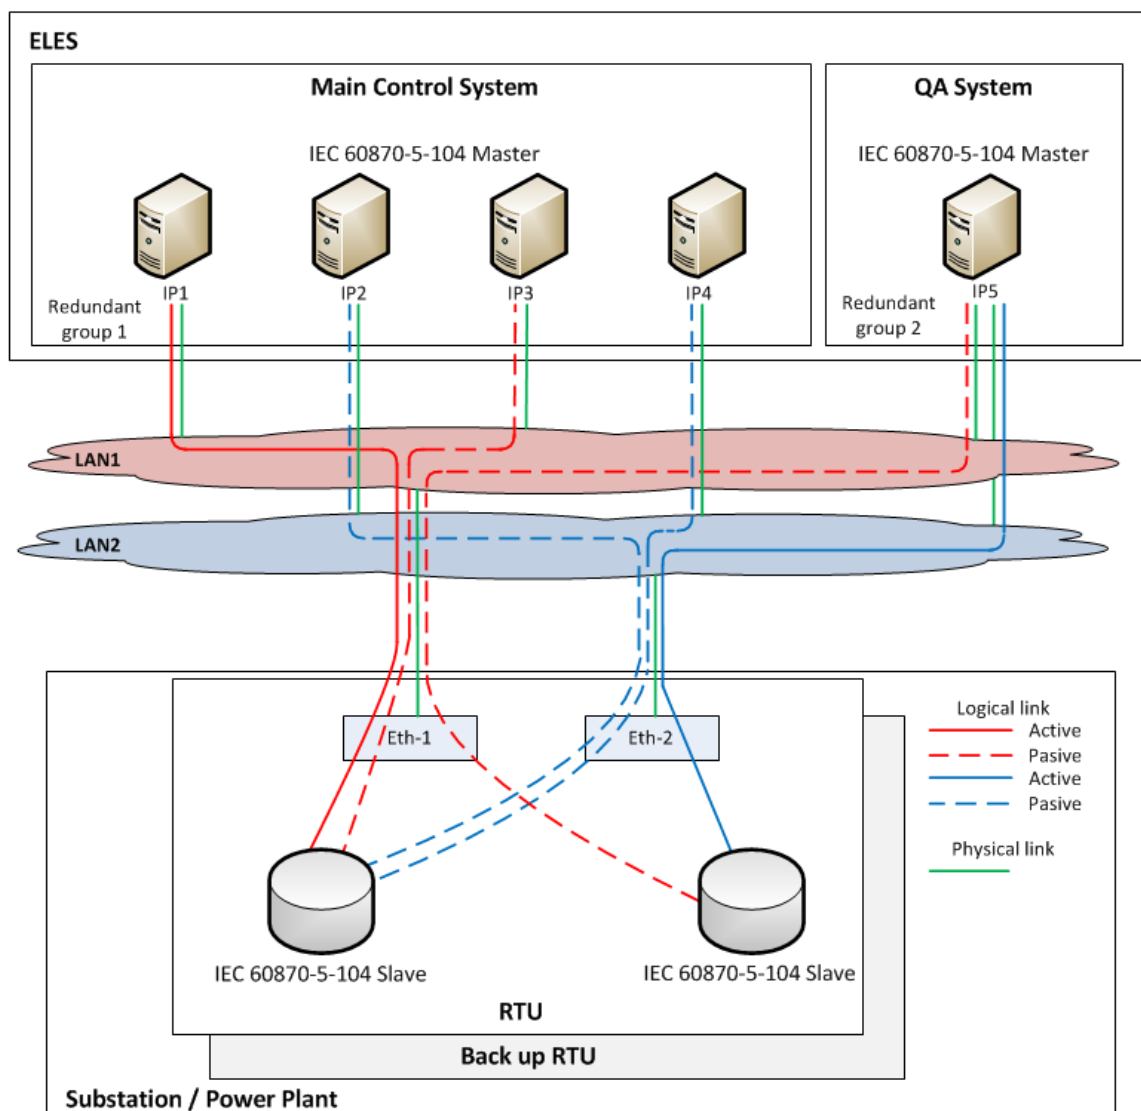 ELES
Main Control System
QA System
IEC 60870-5-104 Master
IEC 60870-5-104 Master
IP1
IP2
IP3
IP4
IP5
Redundant
group 1
Redundant
group 2
LAN1
LAN2
Logical link
Active
Pasive
Active
Pasive
Physical link
Eth-1
Eth-2
IEC 60870-5-104 Slave
IEC 60870-5-104 Slave
RTU
Back up RTU
Substation / Power Plant